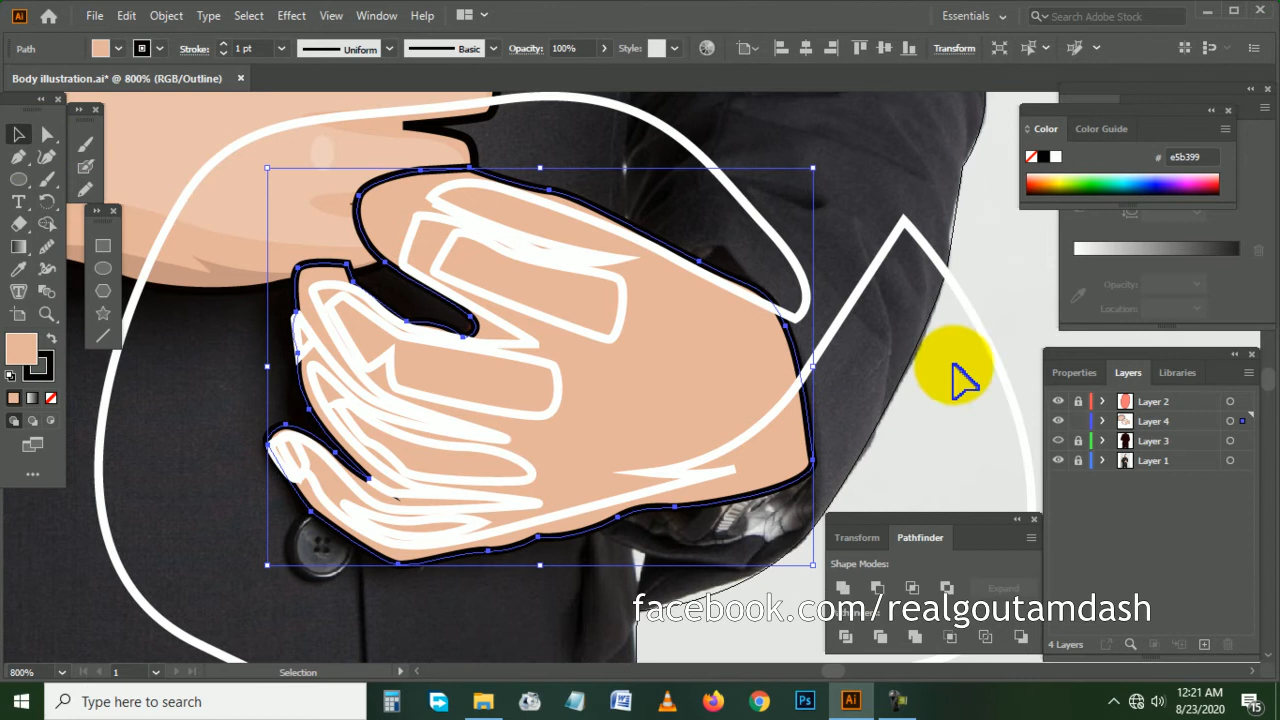 File Edit Object Type Select Effect View Window Help Essentials Search Adobe Stock
Path Stroke: 1 pt Uniform Basic Opacity: 100% Style: Transform
Body illustration.ai* @ 800% (RGB/Outline)
Color Color Guide
# e5b399
Opacity:
Gradient
Properties Layers Libraries
Layer 2
Layer 4
Layer 3
Layer 1
Transform Pathfinder
Shape Modes:
Expand
facebook.com/realgoutamdash
4 Layers
800% 1 Selection
Type here to search
12:21 AM
8/23/2020
15